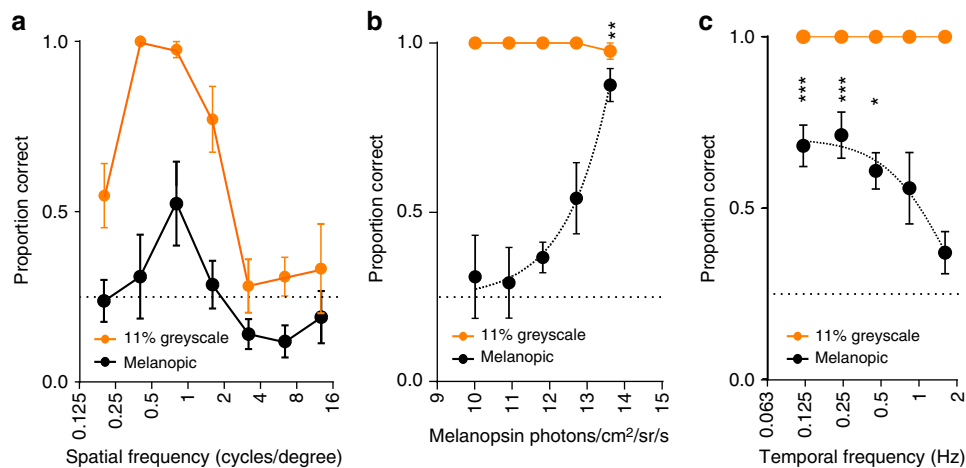 a
1.0
0.5
0.0
Proportion correct
11% greyscale
Melanopic
0.125
0.25
0.5
1
2
4
8
16
Spatial frequency (cycles/degree)
b
**
1.0
0.5
0.0
Proportion correct
11% greyscale
Melanopic
9
10
11
12
13
14
15
Melanopsin photons/cm²/sr/s
c
1.0
0.5
0.0
Proportion correct
***
***
*
11% greyscale
Melanopic
0.063
0.125
0.25
0.5
1
2
Temporal frequency (Hz)